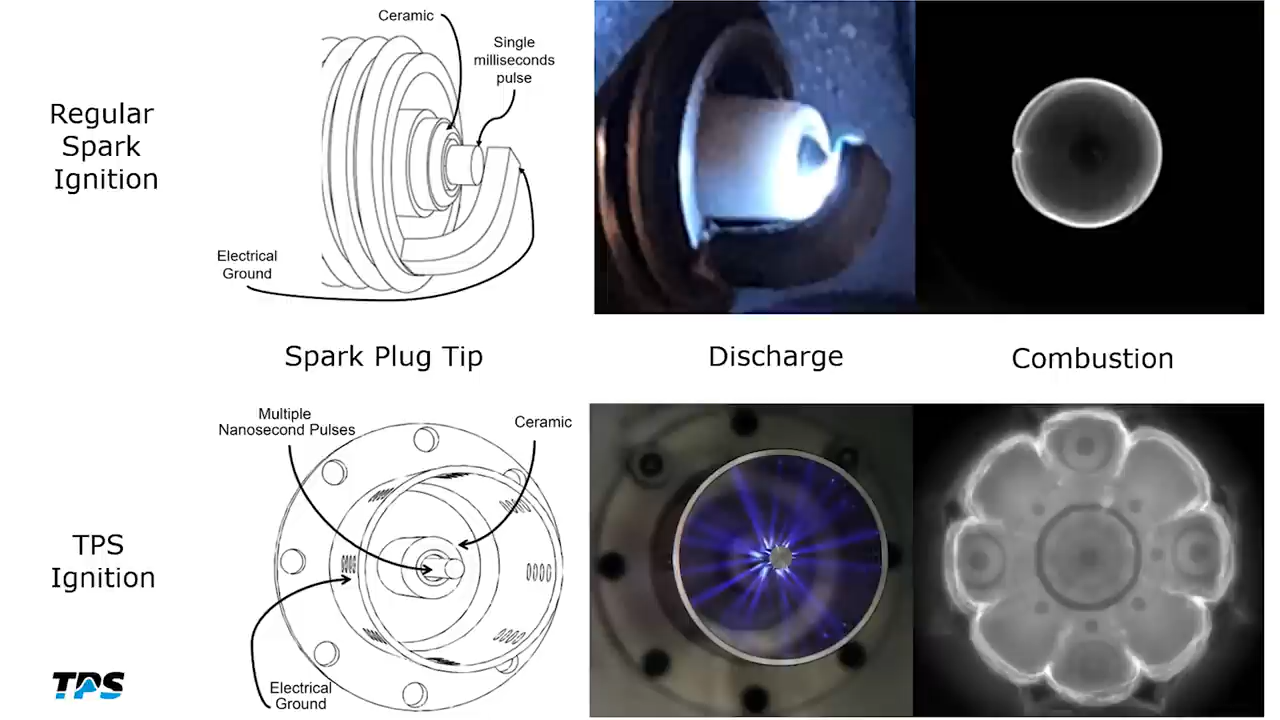 Ceramic
Single
milliseconds
pulse
Regular
Spark
Ignition
Electrical
Ground
Spark Plug Tip
Discharge
Combustion
Multiple
Nanosecond Pulses
Ceramic
TPS
Ignition
Electrical
Ground
TPS